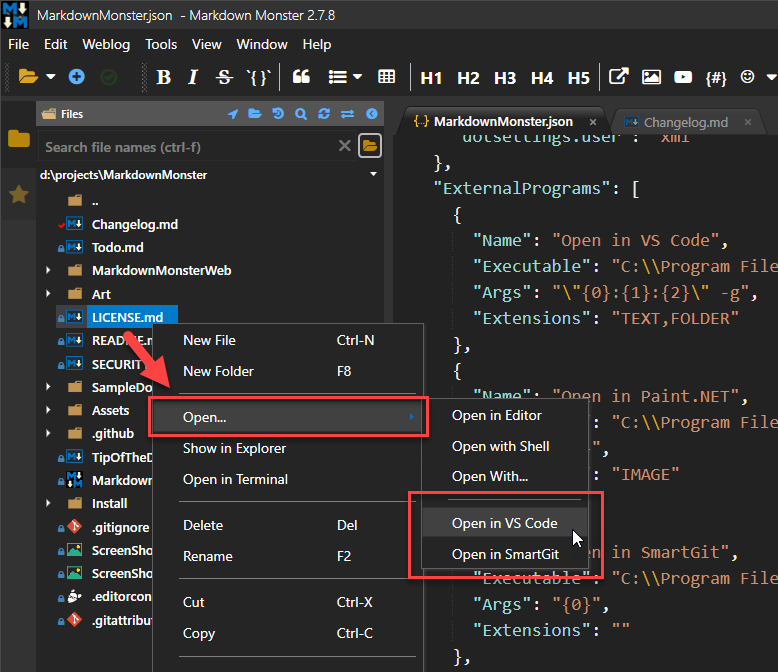 MarkdownMonster.json - Markdown Monster 2.7.8
File Edit Weblog Tools View Window Help
B I S `{}` H1 H2 H3 H4 H5 {#}
Files
Search file names (ctrl-f)
d:\projects\MarkdownMonster
..
Changelog.md
Todo.md
MarkdownMonsterWeb
Art
LICENSE.md
README.m
SECURIT
SampleDo
Assets
.github
TipOfTheD
Markdown
Install
.gitignore
ScreenSho
ScreenSho
.editorcon
.gitattribut
New File Ctrl-N
New Folder F8
Open...
Show in Explorer
Open in Terminal
Delete Del
Rename F2
Cut Ctrl-X
Copy Ctrl-C
Open in Editor
Open with Shell
Open With...
Open in VS Code
Open in SmartGit
MarkdownMonster.json
Changelog.md
dotsettings.user": "xml"
},
"ExternalPrograms": [
{
"Name": "Open in VS Code",
"Executable": "C:\\Program File
"Args": "\"{0}:{1}:{2}\" -g",
"Extensions": "TEXT,FOLDER"
},
{
"Name": "Open in Paint.NET",
: "C:\\Program File
",
: "IMAGE"
n in SmartGit",
"Executable": "C:\\Program File
"Args": "{0}",
"Extensions": ""
},